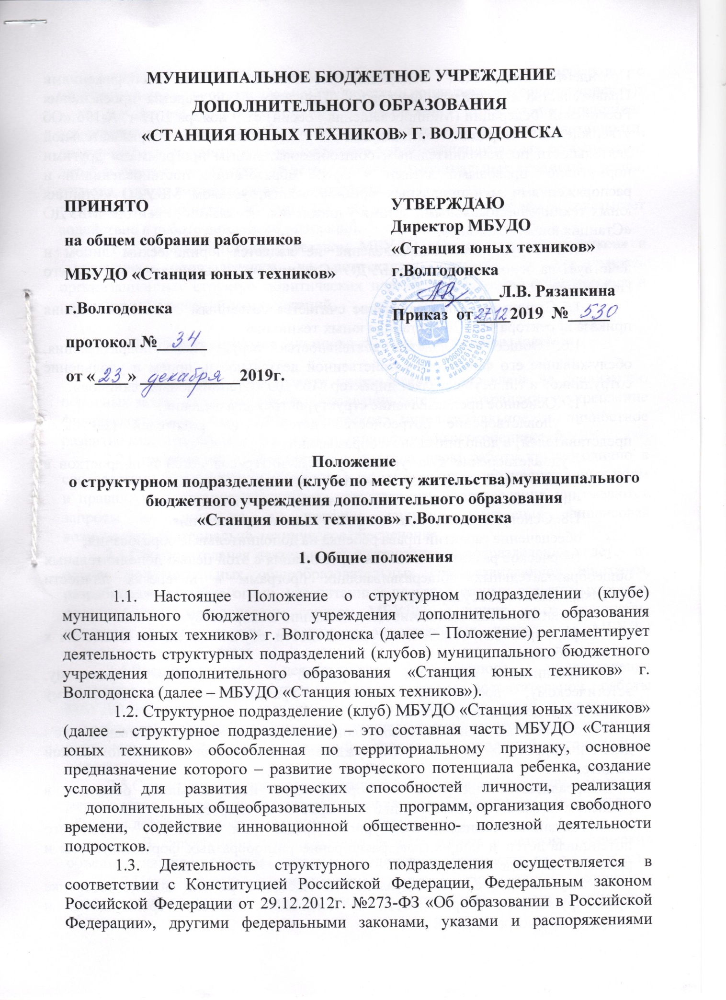 МУНИЦИПАЛЬНОЕ БЮДЖЕТНОЕ УЧРЕЖДЕНИЕ
ДОПОЛНИТЕЛЬНОГО ОБРАЗОВАНИЯ
«СТАНЦИЯ ЮНЫХ ТЕХНИКОВ» Г. ВОЛГОДОНСКА
ПРИНЯТО
на общем собрании работников
МБУДО «Станция юных техников»
г.Волгодонска
протокол № 34
от «23» декабря 2019г.
УТВЕРЖДАЮ
Директор МБУДО
«Станция юных техников»
г.Волгодонска
Л.В. Рязанкина
Приказ от 27.12 2019 № 530
Положение
о структурном подразделении (клубе по месту жительства)муниципального
бюджетного учреждения дополнительного образования
«Станция юных техников» г.Волгодонска
1. Общие положения
1.1. Настоящее Положение о структурном подразделении (клубе)
муниципального бюджетного учреждения дополнительного образования
«Станция юных техников» г. Волгодонска (далее – Положение) регламентирует
деятельность структурных подразделений (клубов) муниципального бюджетного
учреждения дополнительного образования «Станция юных техников» г.
Волгодонска (далее – МБУДО «Станция юных техников»).
1.2. Структурное подразделение (клуб) МБУДО «Станция юных техников»
(далее – структурное подразделение) – это составная часть МБУДО «Станция
юных техников» обособленная по территориальному признаку, основное
предназначение которого – развитие творческого потенциала ребенка, создание
условий для развития творческих способностей личности, реализация
дополнительных общеобразовательных программ, организация свободного
времени, содействие инновационной общественно- полезной деятельности
подростков.
1.3. Деятельность структурного подразделения осуществляется в
соответствии с Конституцией Российской Федерации, Федеральным законом
Российской Федерации от 29.12.2012г. №273-ФЗ «Об образовании в Российской
Федерации», другими федеральными законами, указами и распоряжениями